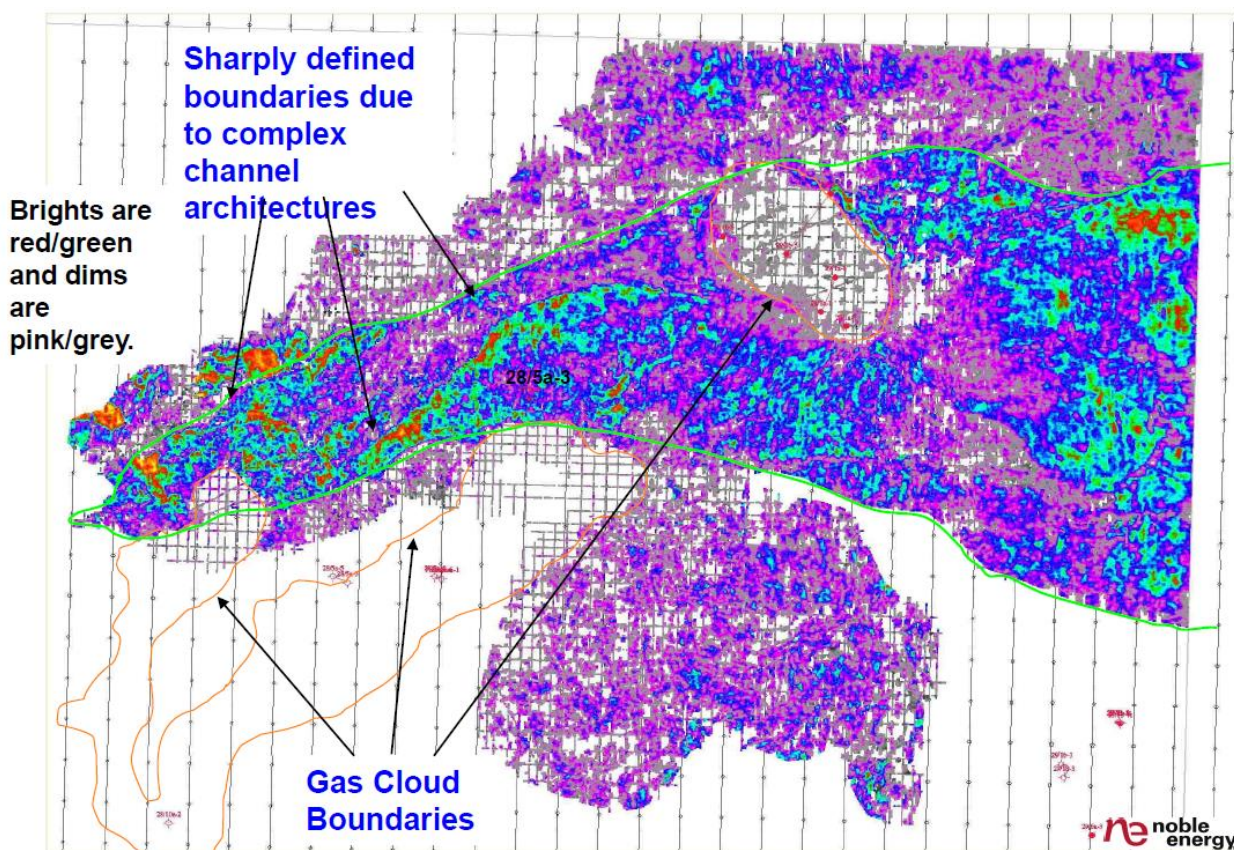 Sharply defined
boundaries due
to complex
channel
architectures
Brights are
red/green
and dims
are
pink/grey.
28/5a-3
Gas Cloud
Boundaries
ne noble
energy